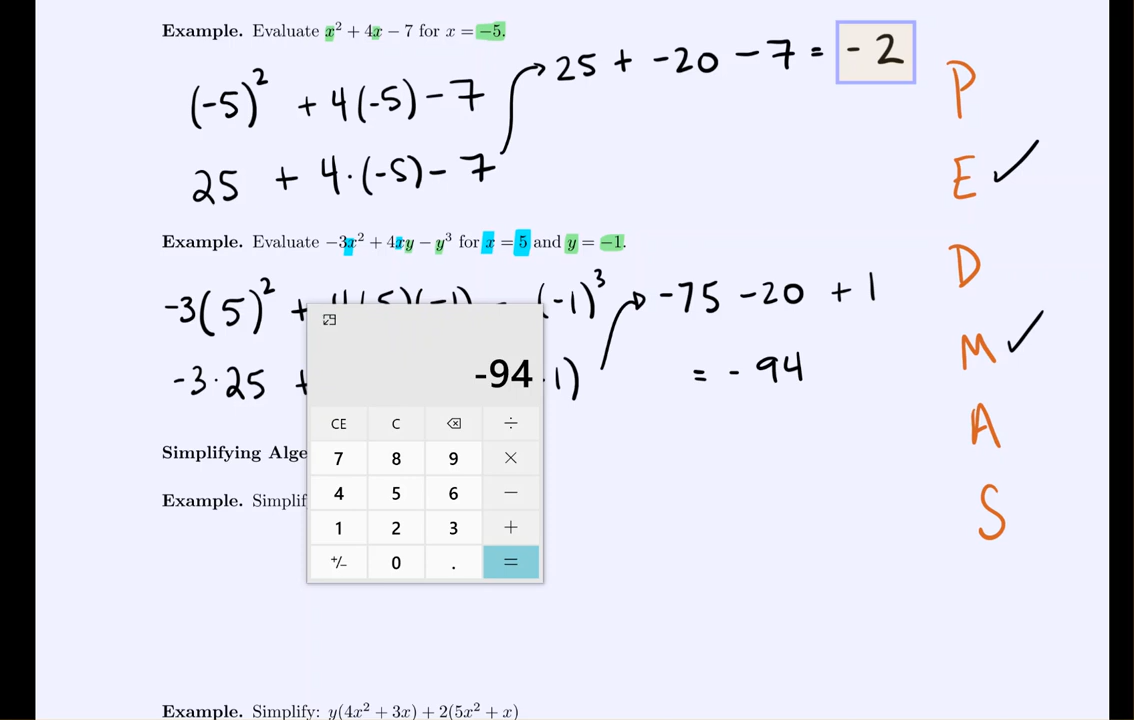 Example. Evaluate x² + 4x − 7 for x = −5.
(-5)² + 4(-5) - 7
25 + 4·(-5) - 7
25 + -20 - 7 = -2
Example. Evaluate −3x² + 4xy − y³ for x = 5 and y = −1.
-3(5)² + (-1)³
-3·25 + 1)
-75 -20 + 1
= -94
-94
CE C ÷
7 8 9 ×
4 5 6 −
1 2 3 +
+/− 0 . =
Simplifying Alge
Example. Simplif
Example. Simplify: y(4x² + 3x) + 2(5x² + x)
P
E ✓
D
M ✓
A
S